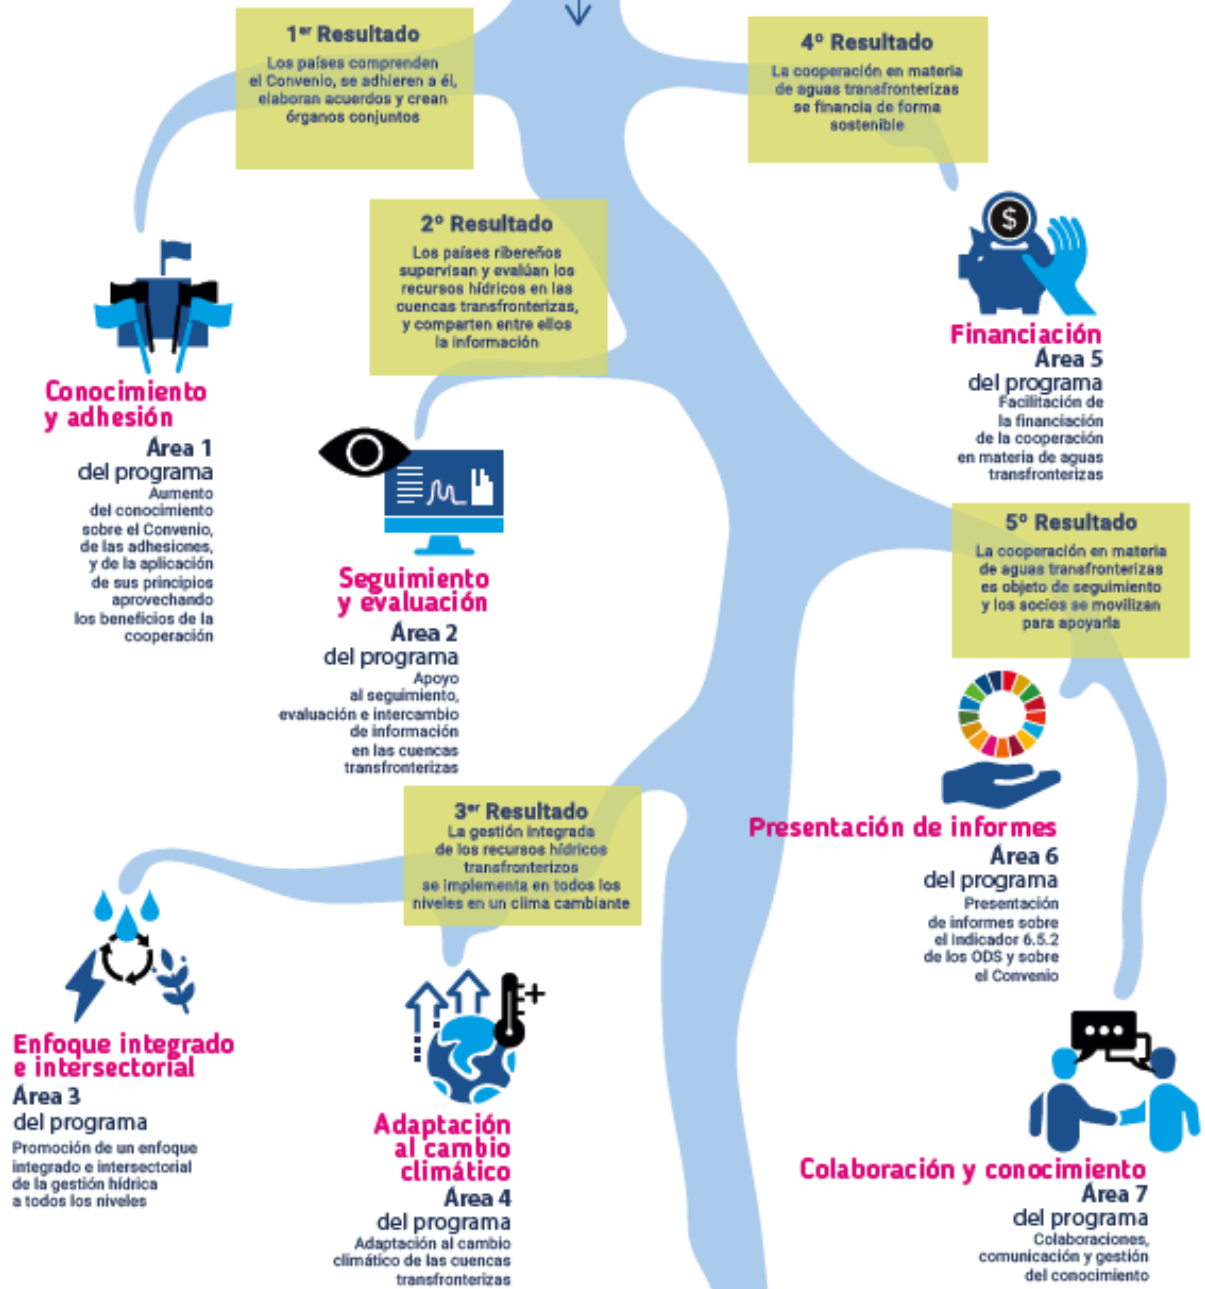 1er Resultado
Los países comprenden
el Convenio, se adhieren a él,
elaboran acuerdos y crean
órganos conjuntos
4º Resultado
La cooperación en materia
de aguas transfronterizas
se financia de forma
sostenible
2º Resultado
Los países ribereños
supervisan y evalúan los
recursos hídricos en las
cuencas transfronterizas,
y comparten entre ellos
la información
$
Financiación
Área 5
del programa
Facilitación de
la financiación
de la cooperación
en materia de aguas
transfronterizas
Conocimiento
y adhesión
Área 1
del programa
Aumento
del conocimiento
sobre el Convenio,
de las adhesiones,
y de la aplicación
de sus principios
aprovechando
los beneficios de la
cooperación
Seguimiento
y evaluación
Área 2
del programa
Apoyo
al seguimiento,
evaluación e intercambio
de información
en las cuencas
transfronterizas
5º Resultado
La cooperación en materia
de aguas transfronterizas
es objeto de seguimiento
y los socios se movilizan
para apoyarla
3er Resultado
La gestión integrada
de los recursos hídricos
transfronterizos
se implementa en todos los
niveles en un clima cambiante
Presentación de informes
Área 6
del programa
Presentación
de informes sobre
el Indicador 6.5.2
de los ODS y sobre
el Convenio
Enfoque integrado
e intersectorial
Área 3
del programa
Promoción de un enfoque
integrado e intersectorial
de la gestión hídrica
a todos los niveles
+
Adaptación
al cambio
climático
Área 4
del programa
Adaptación al cambio
climático de las cuencas
transfronterizas
Colaboración y conocimiento
Área 7
del programa
Colaboraciones,
comunicación y gestión
del conocimiento